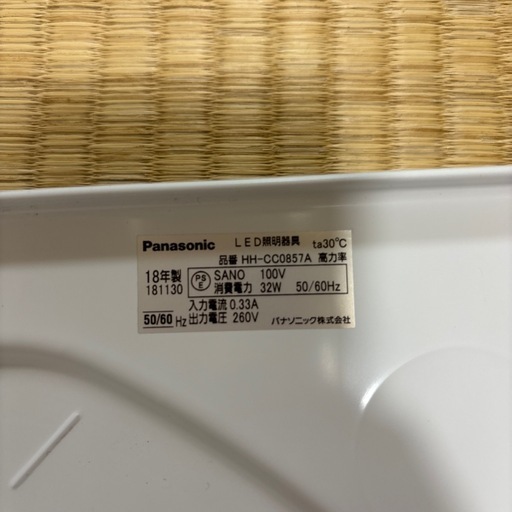 Panasonic LED照明器具 ta30℃
品番 HH-CC0857A 高力率
18年製 PSE SANO 100V
181130 消費電力 32W 50/60Hz
入力電流 0.33A
50/60 Hz 出力電圧 260V パナソニック株式会社